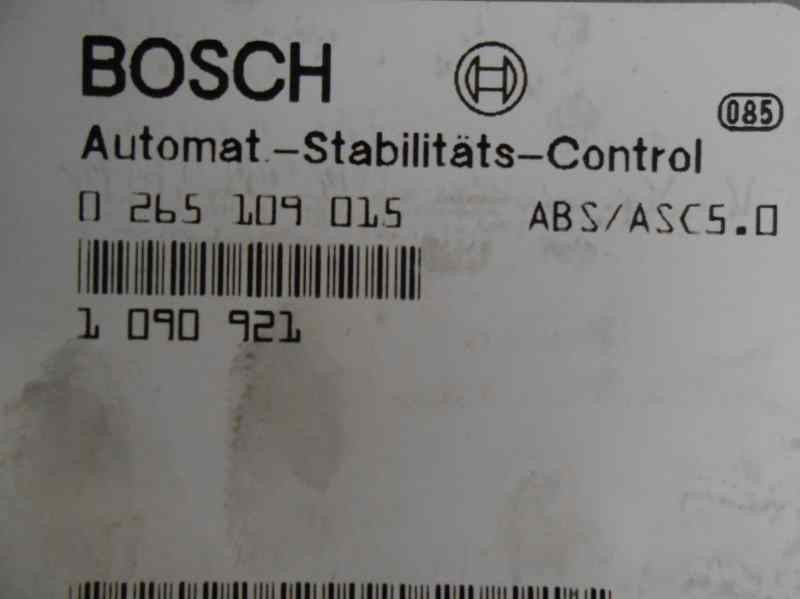 BOSCH
085
Automat.-Stabilitäts-Control
0 265 109 015 ABS/ASC5.0
1 090 921